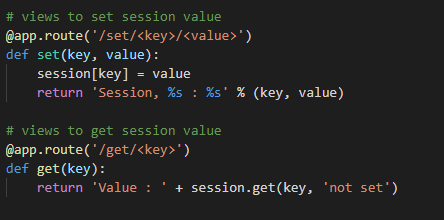 # views to set session value
@app.route('/set/<key>/<value>')
def set(key, value):
    session[key] = value
    return 'Session, %s : %s' % (key, value)

# views to get session value
@app.route('/get/<key>')
def get(key):
    return 'Value : ' + session.get(key, 'not set')